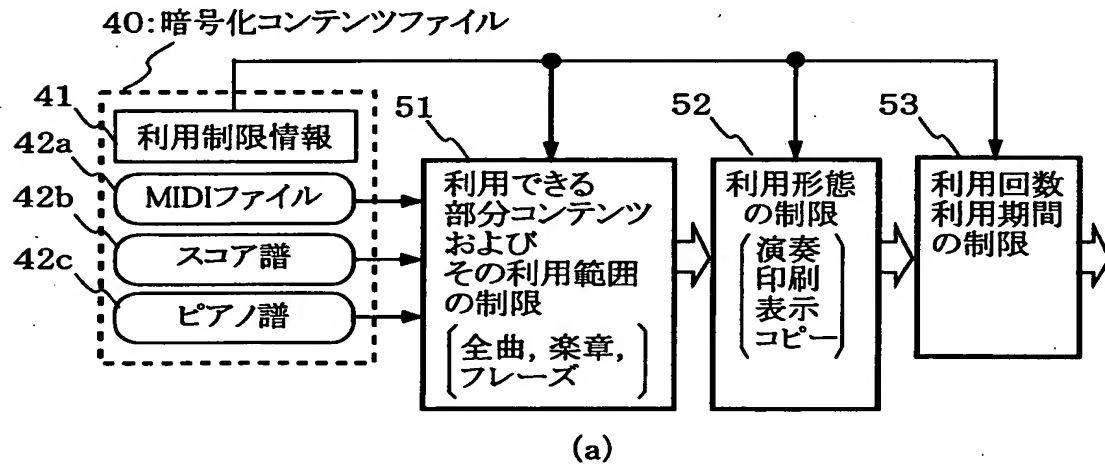 40:暗号化コンテンツファイル
41
利用制限情報
42a
MIDIファイル
42b
スコア譜
42c
ピアノ譜
51
利用できる
部分コンテンツ
および
その利用範囲
の制限
全曲,楽章,
フレーズ
52
利用形態
の制限
演奏
印刷
表示
コピー
53
利用回数
利用期間
の制限
(a)